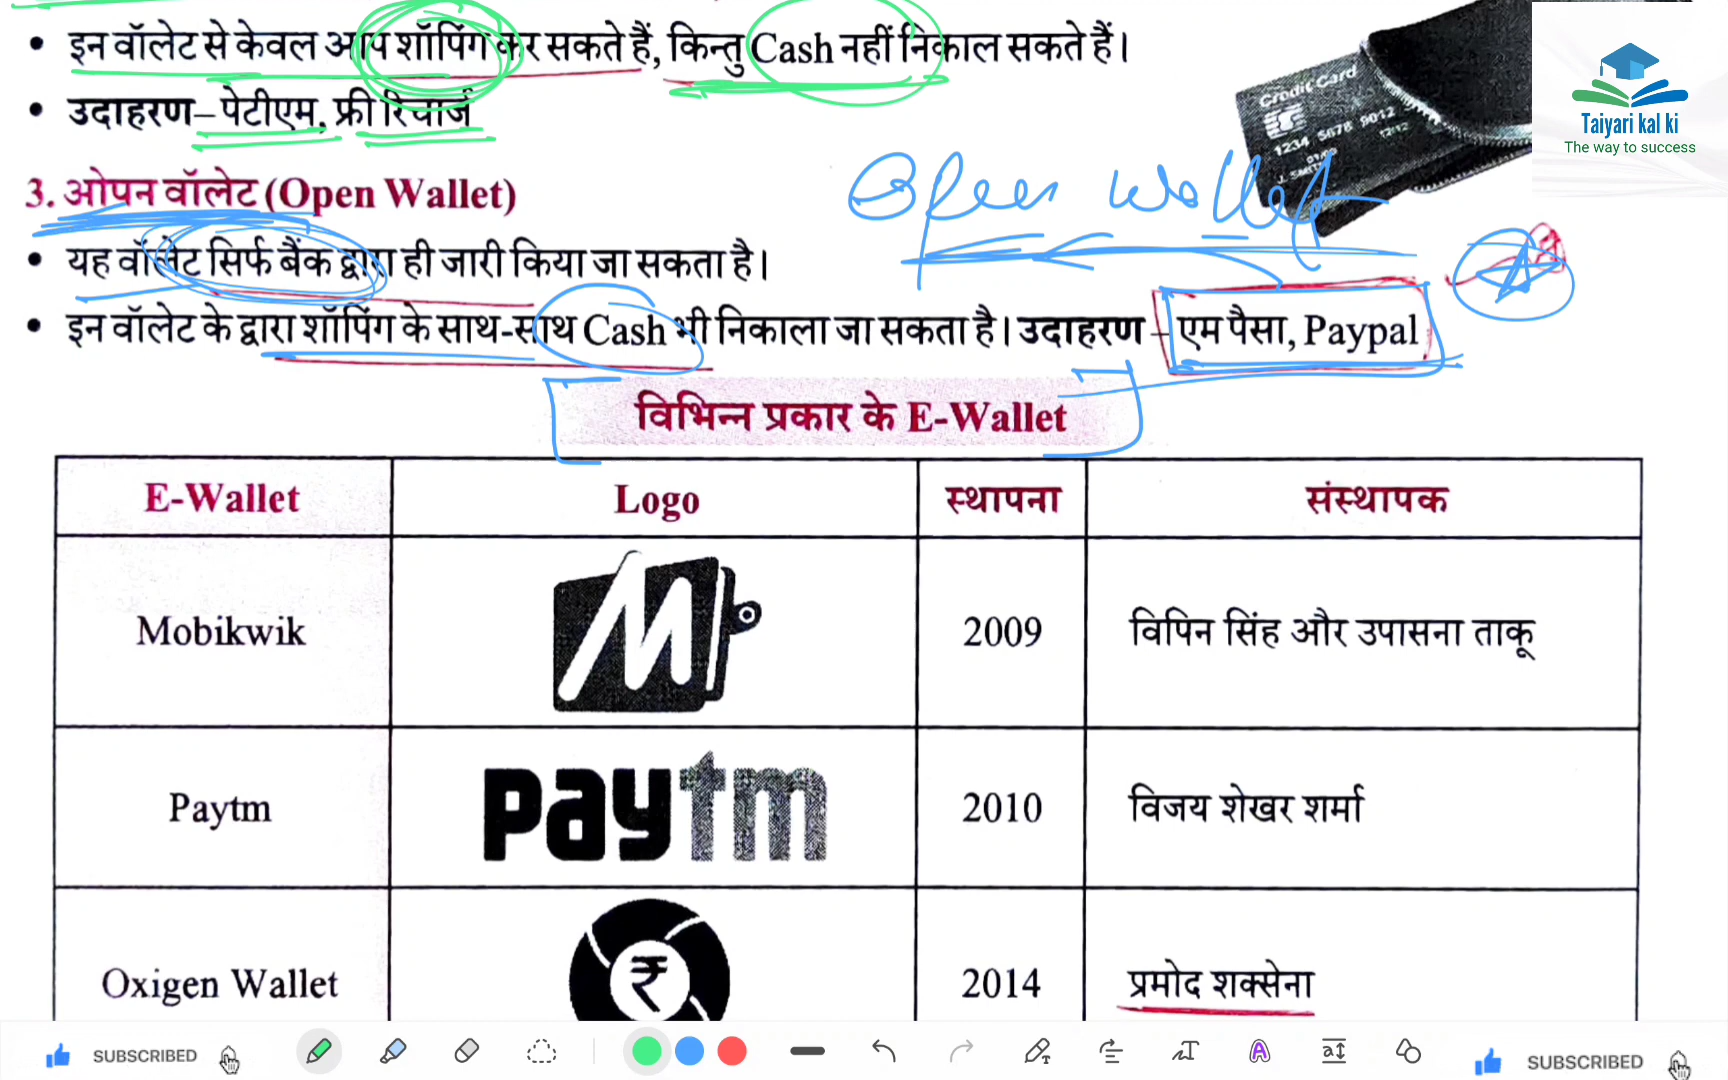 इन वॉलेट से केवल आप शॉपिंग कर सकते हैं, किन्तु Cash नहीं निकाल सकते हैं।
उदाहरण– पेटीएम, फ्री रिचार्ज
Credit Card
1234 5678 9012
Taiyari kal ki
The way to success
3. ओपन वॉलेट (Open Wallet)
Open Wallet
यह वॉलेट सिर्फ बैंक द्वारा ही जारी किया जा सकता है।
इन वॉलेट के द्वारा शॉपिंग के साथ-साथ Cash भी निकाला जा सकता है। उदाहरण – एम पैसा, Paypal
विभिन्न प्रकार के E-Wallet
E-Wallet Logo स्थापना संस्थापक
Mobikwik 2009 विपिन सिंह और उपासना ताकू
Paytm paytm 2010 विजय शेखर शर्मा
Oxigen Wallet ₹ 2014 प्रमोद शक्सेना
SUBSCRIBED SUBSCRIBED